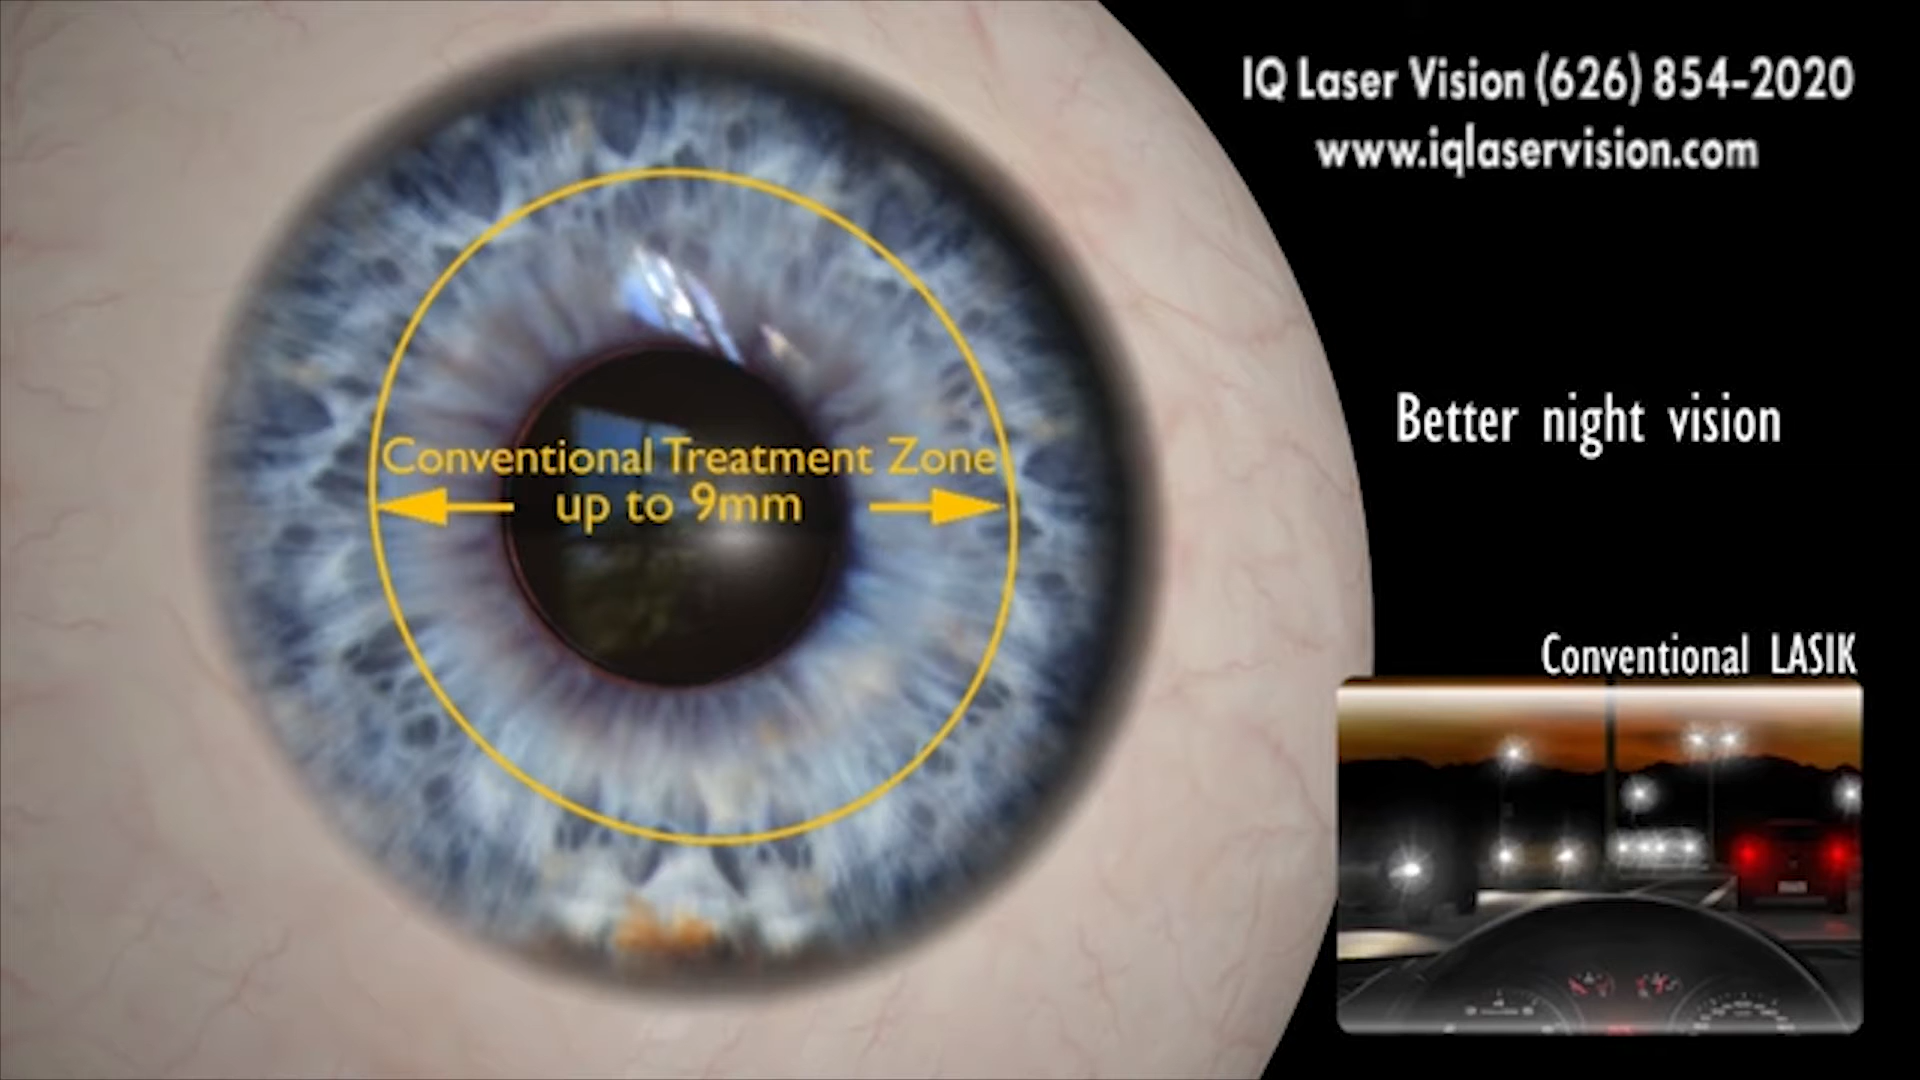 IQ Laser Vision (626) 854-2020
www.iqlaservision.com
Better night vision
Conventional Treatment Zone
up to 9mm
Conventional LASIK